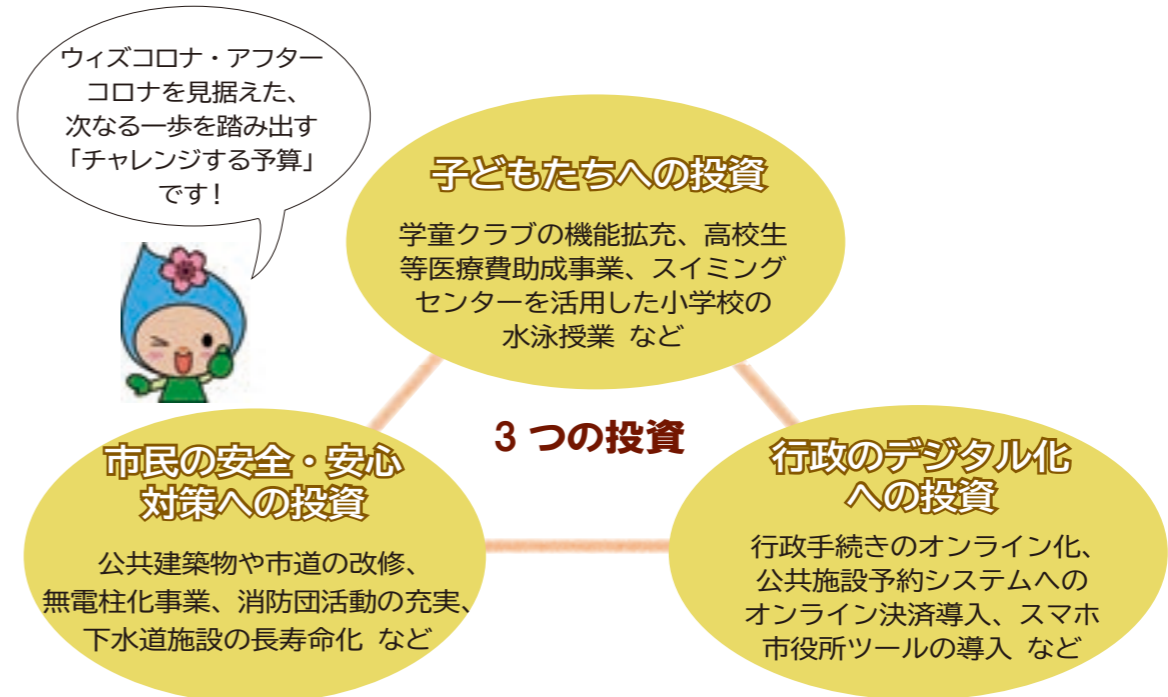 ウィズコロナ・アフター
コロナを見据えた、
次なる一歩を踏み出す
「チャレンジする予算」
です!
子どもたちへの投資
学童クラブの機能拡充、高校生
等医療費助成事業、スイミング
センターを活用した小学校の
水泳授業 など
3つの投資
市民の安全・安心
対策への投資
公共建築物や市道の改修、
無電柱化事業、消防団活動の充実、
下水道施設の長寿命化 など
行政のデジタル化
への投資
行政手続きのオンライン化、
公共施設予約システムへの
オンライン決済導入、スマホ
市役所ツールの導入 など